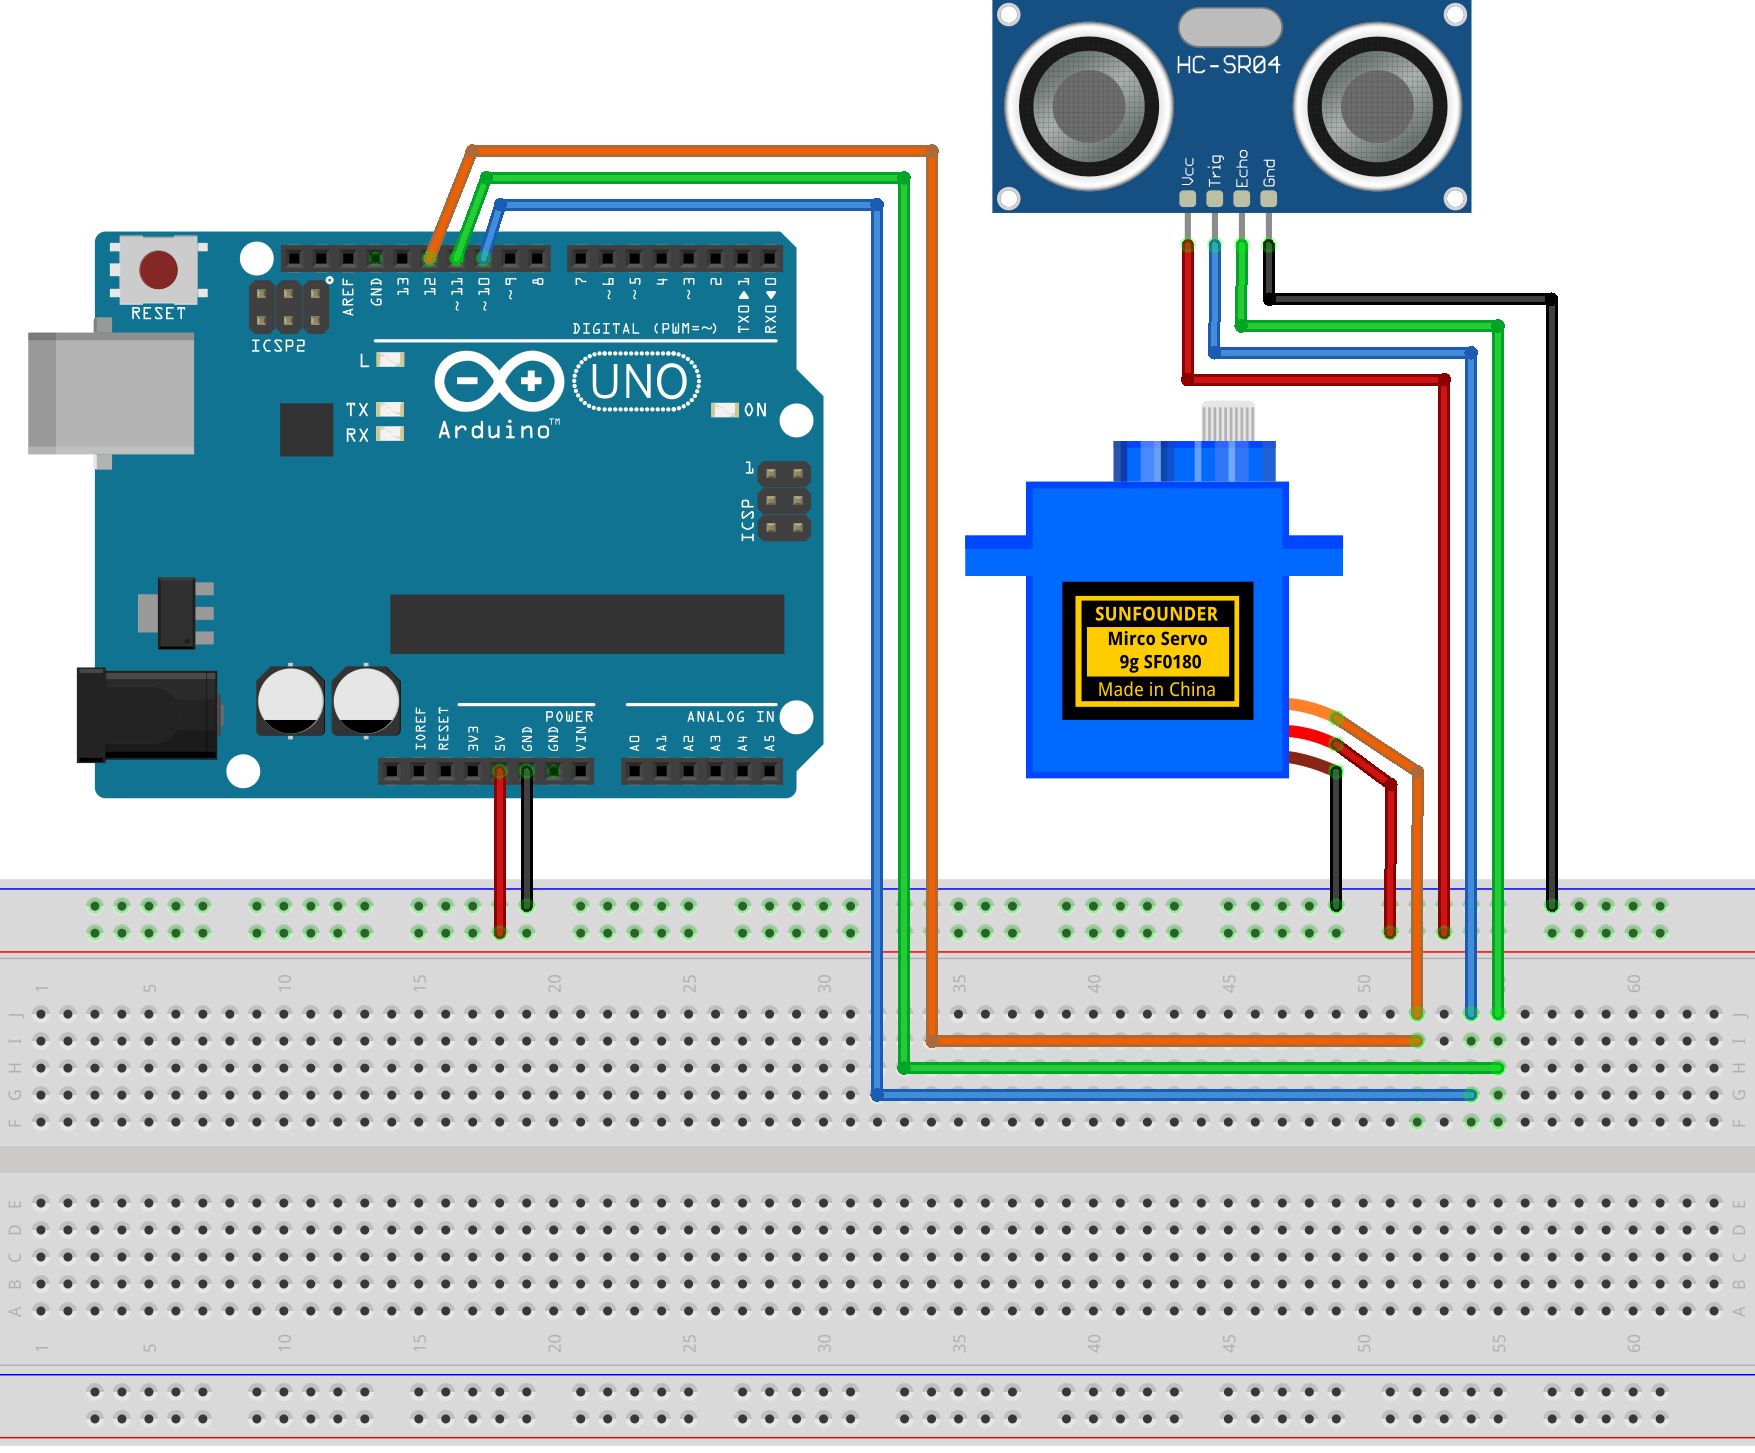 HC-SR04
Vcc
Trig
Echo
Gnd
RESET
ICSP2
AREF
GND
13
12
~11
~10
~9
8
7
~6
~5
4
~3
2
TX0▶1
RX0◀0
DIGITAL (PWM=~)
L
TX
RX
Arduino™
UNO
ON
1
ICSP
SUNFOUNDER
Mirco Servo
9g SF0180
Made in China
IOREF
RESET
3V3
5V
GND
GND
VIN
POWER
ANALOG IN
A0
A1
A2
A3
A4
A5
1 5 10 15 20 25 30 35 40 45 50 55 60
J J
I I
H H
G G
F F
E E
D D
C C
B B
A A
1 5 10 15 20 25 30 35 40 45 50 55 60